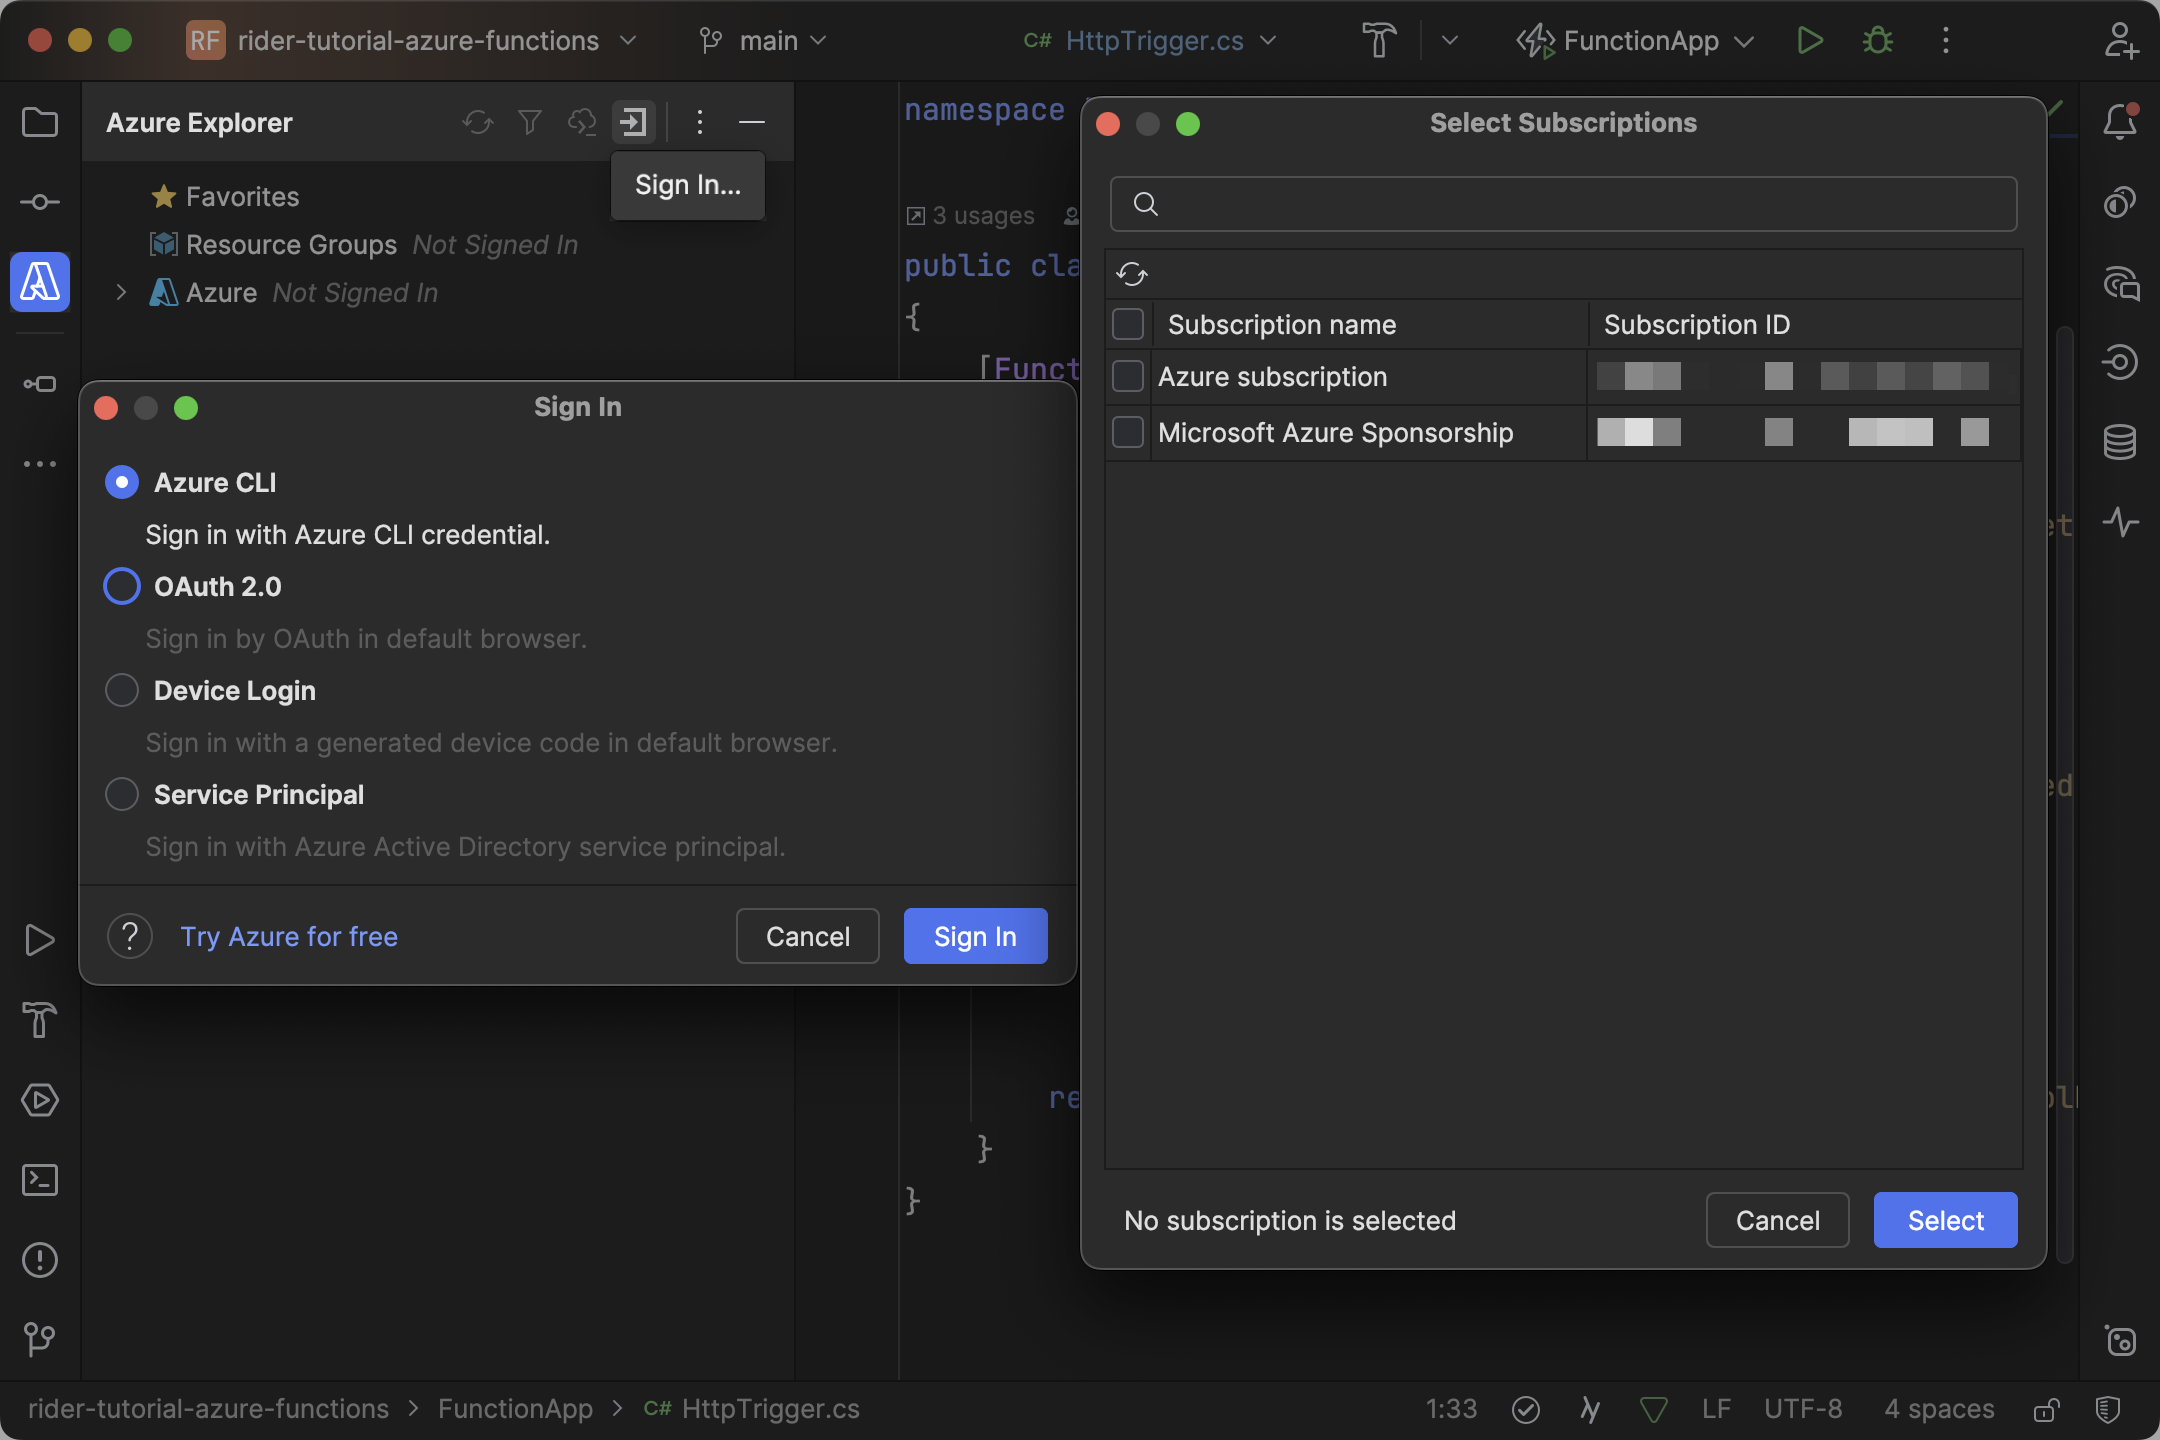 RF rider-tutorial-azure-functions main C# HttpTrigger.cs FunctionApp
Azure Explorer
Sign In...
Favorites
Resource Groups Not Signed In
Azure Not Signed In
namespace
3 usages
public cla
{
[Funct
et
ed
re
}
}
Sign In
Azure CLI
Sign in with Azure CLI credential.
OAuth 2.0
Sign in by OAuth in default browser.
Device Login
Sign in with a generated device code in default browser.
Service Principal
Sign in with Azure Active Directory service principal.
? Try Azure for free Cancel Sign In
Select Subscriptions
Subscription name Subscription ID
Azure subscription
Microsoft Azure Sponsorship
No subscription is selected Cancel Select
rider-tutorial-azure-functions > FunctionApp > C# HttpTrigger.cs 1:33 LF UTF-8 4 spaces